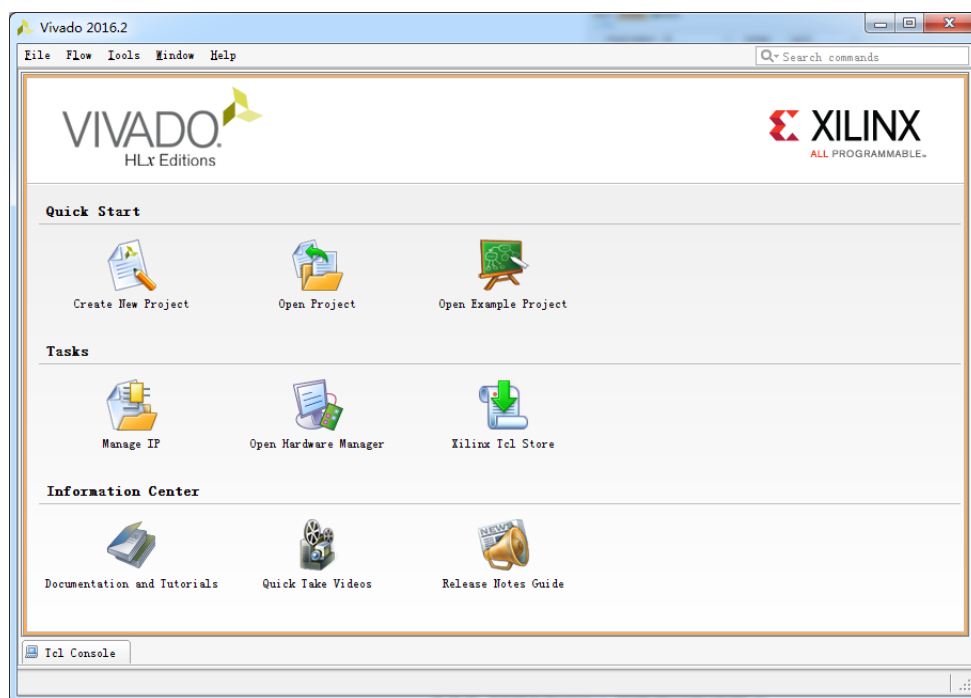 Vivado 2016.2
File Flow Tools Window Help
Search commands
VIVADO.
HLx Editions
XILINX
ALL PROGRAMMABLE™
Quick Start
Create New Project Open Project Open Example Project
Tasks
Manage IP Open Hardware Manager Xilinx Tcl Store
Information Center
NEWS
Documentation and Tutorials Quick Take Videos Release Notes Guide
Tcl Console